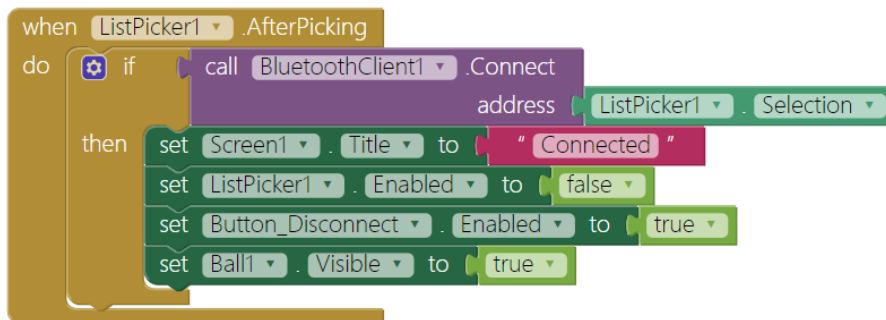 when ListPicker1 .AfterPicking
do if call BluetoothClient1 .Connect
address ListPicker1 . Selection
then set Screen1 . Title to " Connected "
set ListPicker1 . Enabled to false
set Button_Disconnect . Enabled to true
set Ball1 . Visible to true